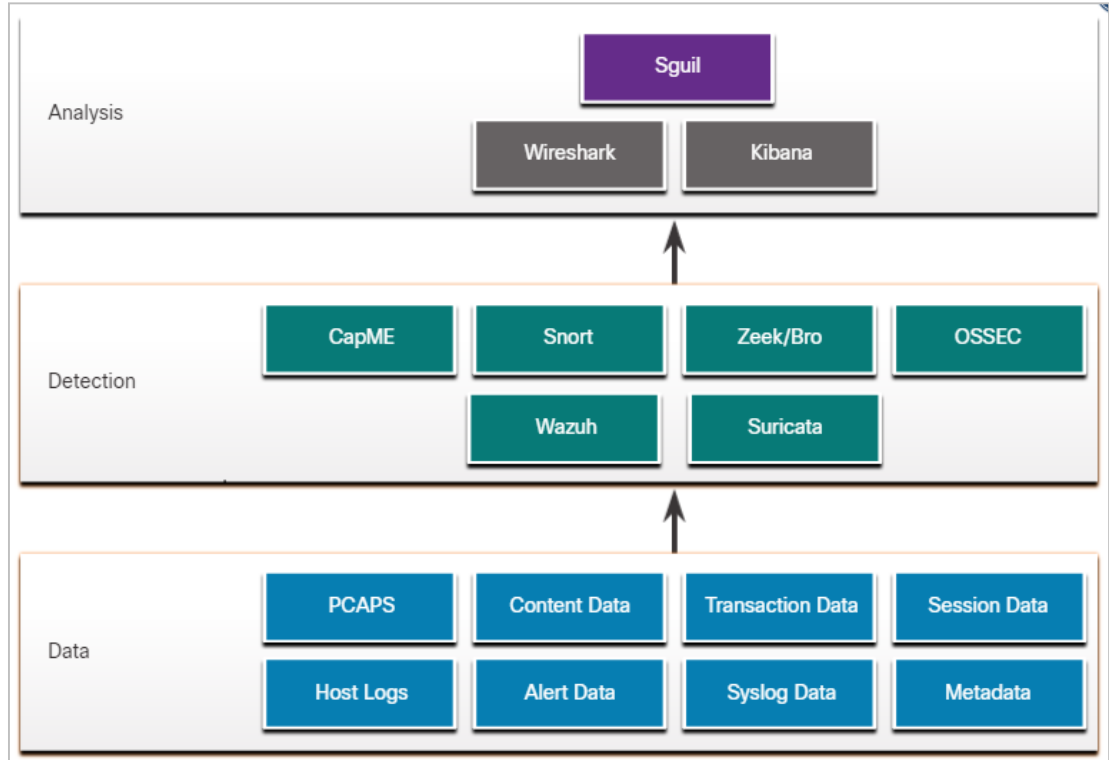 Sguil
Analysis
Wireshark Kibana
CapME Snort Zeek/Bro OSSEC
Detection
Wazuh Suricata
PCAPS Content Data Transaction Data Session Data
Data
Host Logs Alert Data Syslog Data Metadata